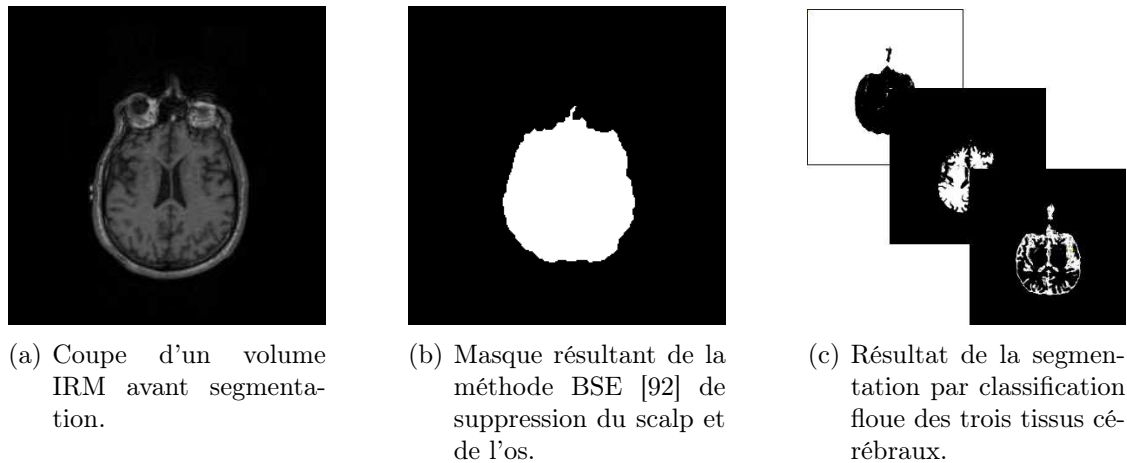 (a) Coupe d'un volume
IRM avant segmenta-
tion.
(b) Masque résultant de la
méthode BSE [92] de
suppression du scalp et
de l'os.
(c) Résultat de la segmen-
tation par classification
floue des trois tissus cé-
rébraux.